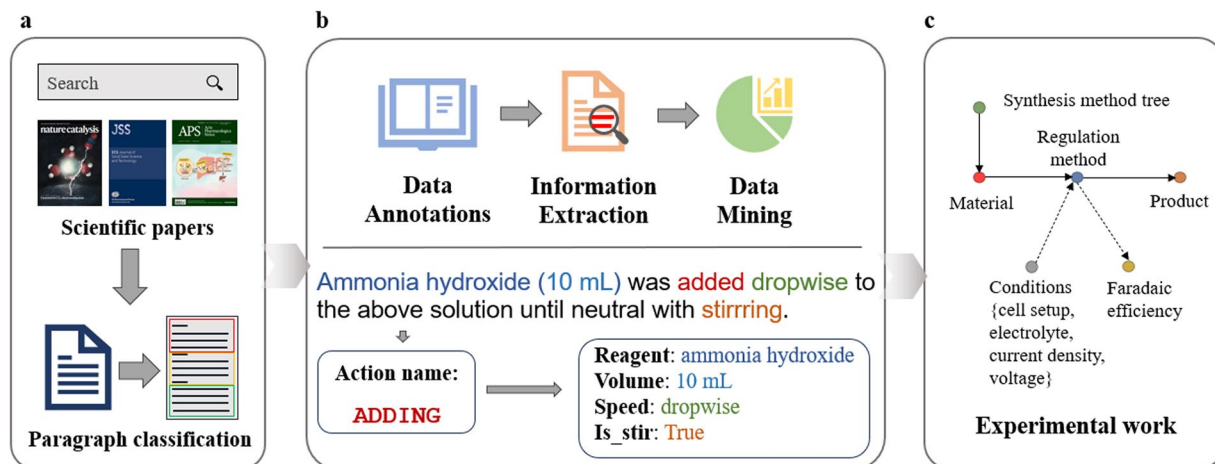 a
Search
nature catalysis
JSS
APS
Scientific papers
Paragraph classification
b
Data
Annotations
Information
Extraction
Data
Mining
Ammonia hydroxide (10 mL) was added dropwise to
the above solution until neutral with stirrring.
Action name:
ADDING
Reagent: ammonia hydroxide
Volume: 10 mL
Speed: dropwise
Is_stir: True
c
Synthesis method tree
Regulation
method
Material
Product
Conditions
{cell setup,
electrolyte,
current density,
voltage}
Faradaic
efficiency
Experimental work